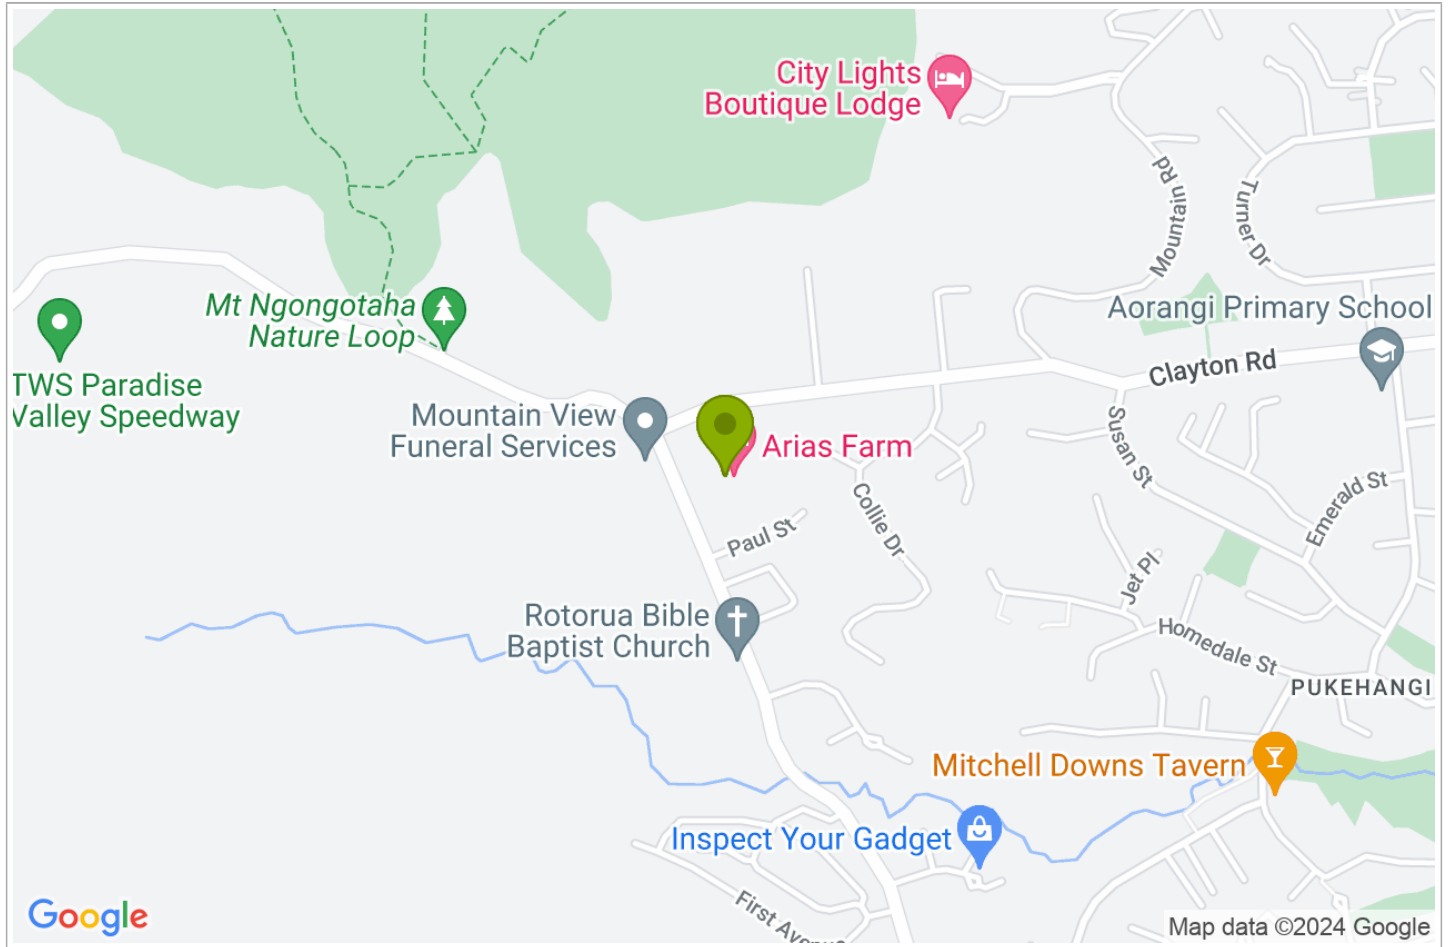 City Lights
Boutique Lodge
Mountain Rd
Turner Dr
Mt Ngongotaha
Nature Loop
Aorangi Primary School
TWS Paradise
Valley Speedway
Clayton Rd
Mountain View
Funeral Services
Arias Farm
Susan St
Collie Dr
Emerald St
Paul St
Jet Pl
Rotorua Bible
Baptist Church
Homedale St
PUKEHANGI
Mitchell Downs Tavern
Inspect Your Gadget
First Avenue
Google
Map data ©2024 Google